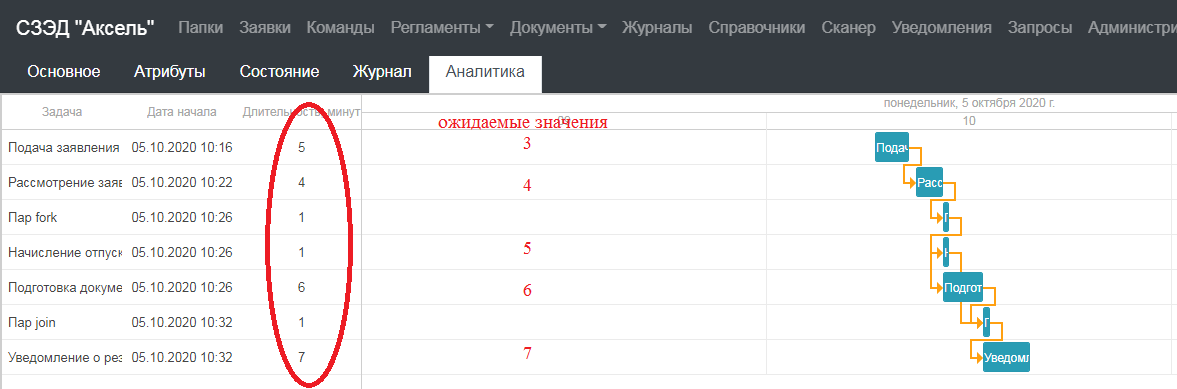 СЗЭД "Аксель" Папки Заявки Команды Регламенты Документы Журналы Справочники Сканер Уведомления Запросы Администри
Основное Атрибуты Состояние Журнал Аналитика
Задача Дата начала Длительность, минут понедельник, 5 октября 2020 г.
ожидаемые значения 09 10
Подача заявления 05.10.2020 10:16 5 3 Подач
Рассмотрение заяв 05.10.2020 10:22 4 4 Расс
Пар fork 05.10.2020 10:26 1 П
Начисление отпуск 05.10.2020 10:26 1 5 Н
Подготовка докуме 05.10.2020 10:26 6 6 Подгот
Пар join 05.10.2020 10:32 1 П
Уведомление о рез 05.10.2020 10:32 7 7 Уведомл